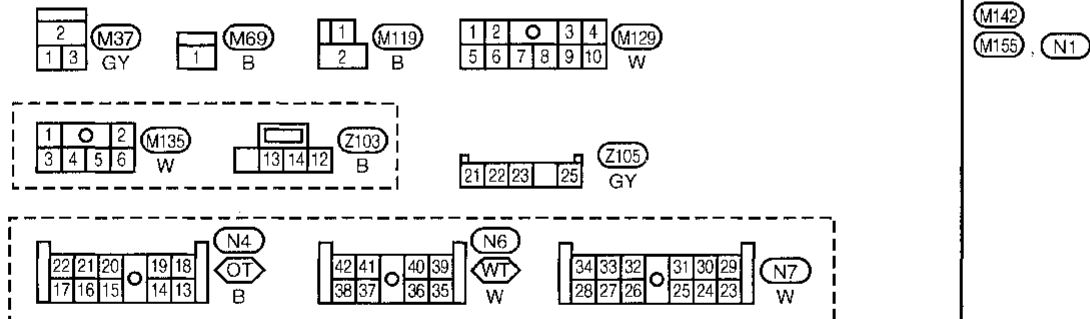 2 M37 M69 1 M119 1 2 3 4 M129 M142
1 3 GY 1 B 2 B 5 6 7 8 9 10 W M155 , N1
1 2 M135 Z103 Z105
3 4 5 6 W 13 14 12 B 21 22 23 25 GY
N4 N6
22 21 20 19 18 OT 42 41 40 39 WT 34 33 32 31 30 29 N7
17 16 15 14 13 B 38 37 36 35 W 28 27 26 25 24 23 W